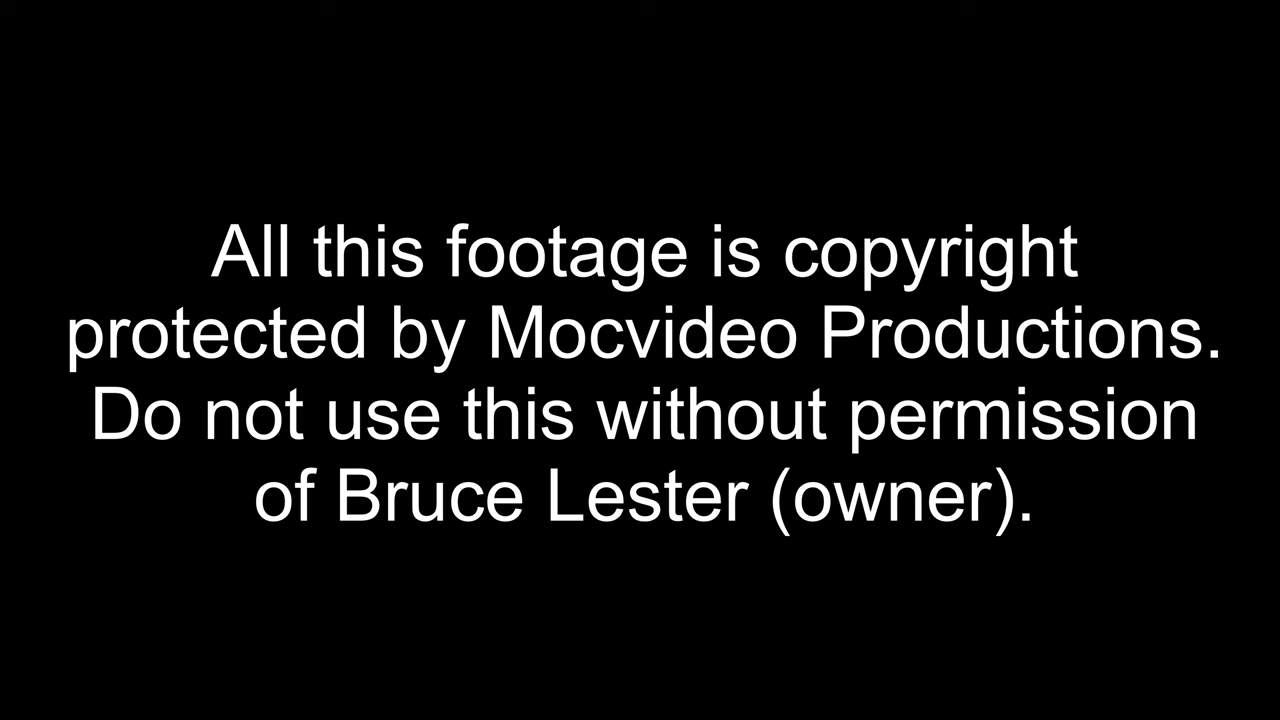 All this footage is copyright
protected by Mocvideo Productions.
Do not use this without permission
of Bruce Lester (owner).